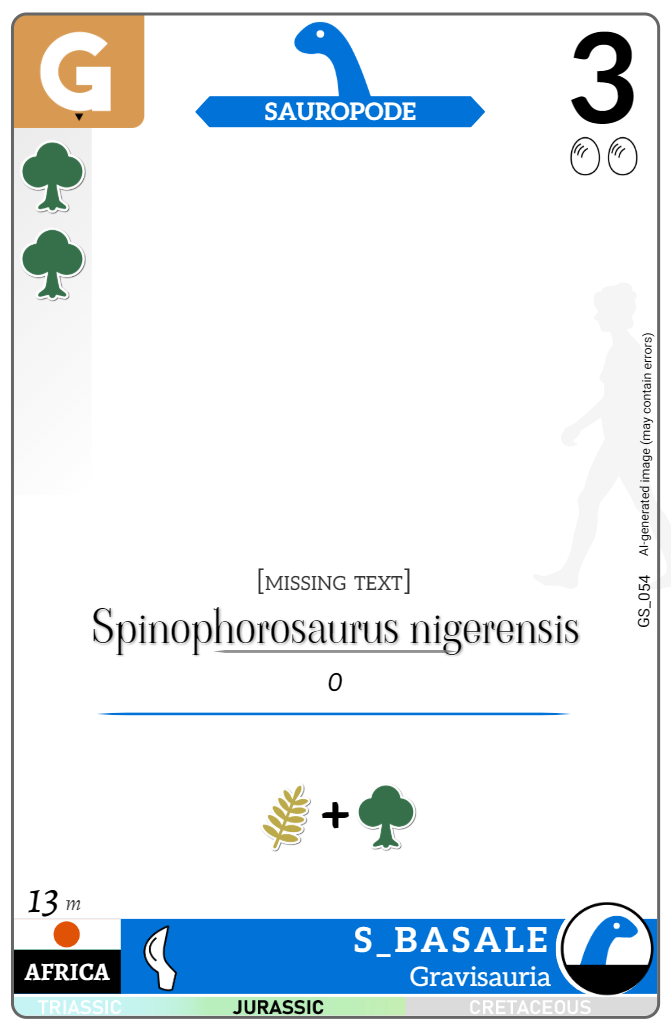 G
SAUROPODE
3
AI-generated image (may contain errors)
GS_054
[MISSING TEXT]
Spinophorosaurus nigerensis
0
+
13 m
AFRICA
S_BASALE
Gravisauria
TRIASSIC
JURASSIC
CRETACEOUS